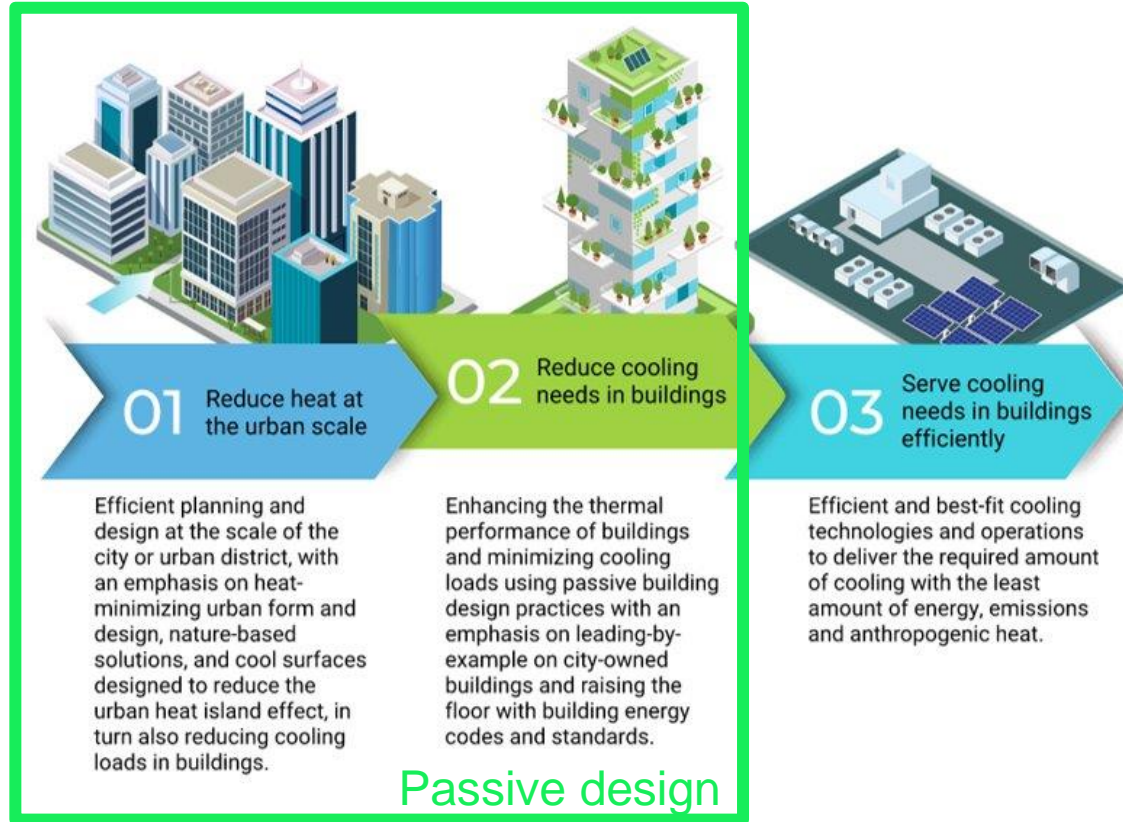 01
Reduce heat at
the urban scale
Efficient planning and
design at the scale of the
city or urban district, with
an emphasis on heat-
minimizing urban form and
design, nature-based
solutions, and cool surfaces
designed to reduce the
urban heat island effect, in
turn also reducing cooling
loads in buildings.
02
Reduce cooling
needs in buildings
Enhancing the thermal
performance of buildings
and minimizing cooling
loads using passive building
design practices with an
emphasis on leading-by-
example on city-owned
buildings and raising the
floor with building energy
codes and standards.
Passive design
03
Serve cooling
needs in buildings
efficiently
Efficient and best-fit cooling
technologies and operations
to deliver the required amount
of cooling with the least
amount of energy, emissions
and anthropogenic heat.